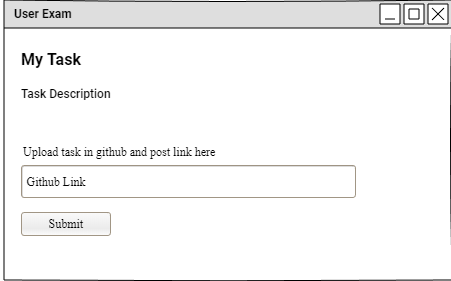 User Exam
My Task
Task Description
Upload task in github and post link here
Github Link
Submit